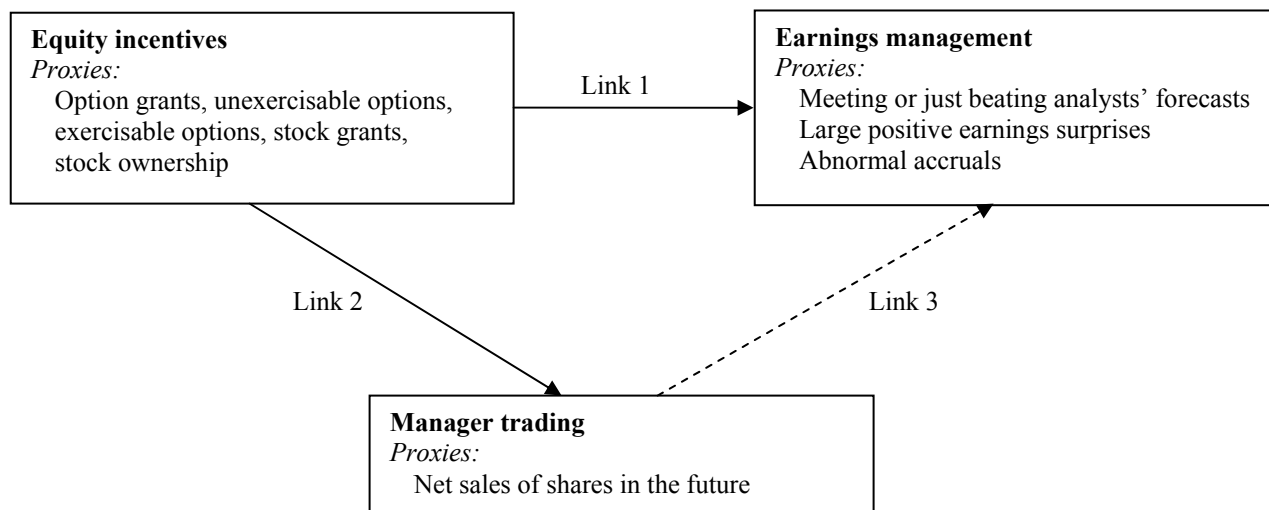 Equity incentives
Proxies:
Option grants, unexercisable options,
exercisable options, stock grants,
stock ownership
Link 1
Earnings management
Proxies:
Meeting or just beating analysts’ forecasts
Large positive earnings surprises
Abnormal accruals
Link 2
Link 3
Manager trading
Proxies:
Net sales of shares in the future